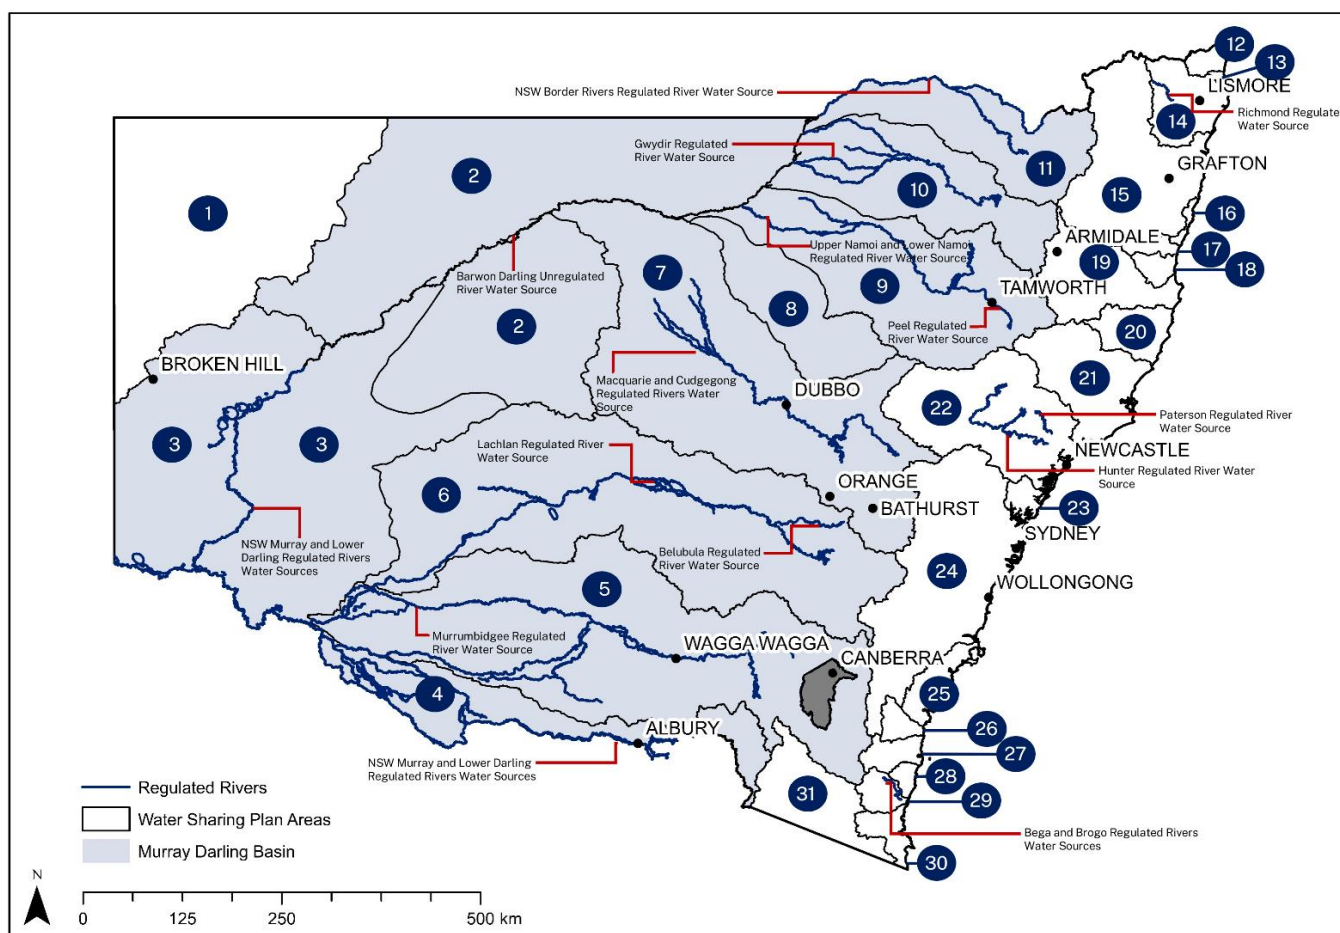 12
13
NSW Border Rivers Regulated River Water Source
LISMORE
Richmond Regulate
Water Source
14
Gwydir Regulated
River Water Source
GRAFTON
2
11
10
15
1
16
ARMIDALE
17
Upper Namoi and Lower Namoi
Regulated River Water Source
19
18
7
Barwon Darling Unregulated
River Water Source
9
TAMWORTH
8
2
Peel Regulated
River Water Source
20
BROKEN HILL
21
Macquarie and Cudgegong
Regulated Rivers Water
Source
DUBBO
22
Paterson Regulated River
Water Source
3
3
Lachlan Regulated River
Water Source
NEWCASTLE
Hunter Regulated River Water
Source
6
ORANGE
BATHURST
23
SYDNEY
NSW Murray and Lower
Darling Regulated Rivers
Water Sources
Belubula Regulated
River Water Source
24
5
WOLLONGONG
Murrumbidgee Regulated
River Water Source
WAGGA WAGGA
CANBERRA
4
25
ALBURY
26
NSW Murray and Lower Darling
Regulated Rivers Water Sources
27
28
31
29
Regulated Rivers
Water Sharing Plan Areas
Murray Darling Basin
Bega and Brogo Regulated Rivers
Water Sources
30
N
0 125 250 500 km